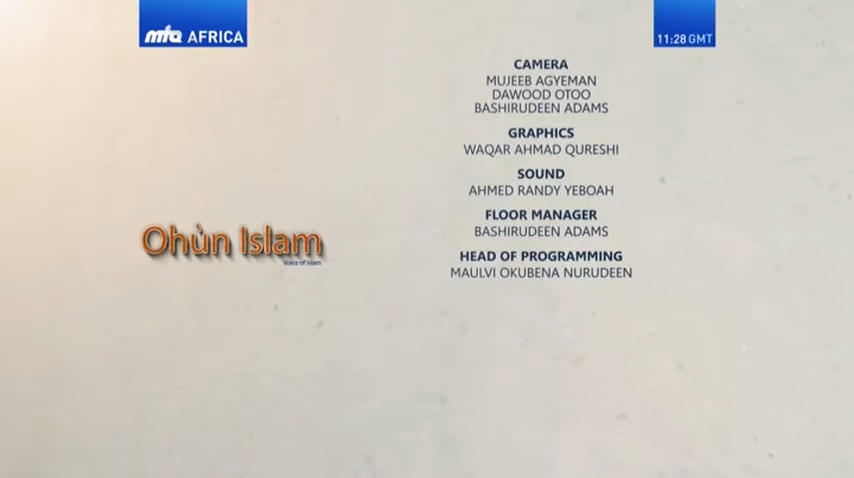 mta AFRICA
11:28 GMT
CAMERA
MUJEEB AGYEMAN
DAWOOD OTOO
BASHIRUDEEN ADAMS
GRAPHICS
WAQAR AHMAD QURESHI
SOUND
AHMED RANDY YEBOAH
FLOOR MANAGER
BASHIRUDEEN ADAMS
HEAD OF PROGRAMMING
MAULVI OKUBENA NURUDEEN
Ohùn Islam
Voice of Islam